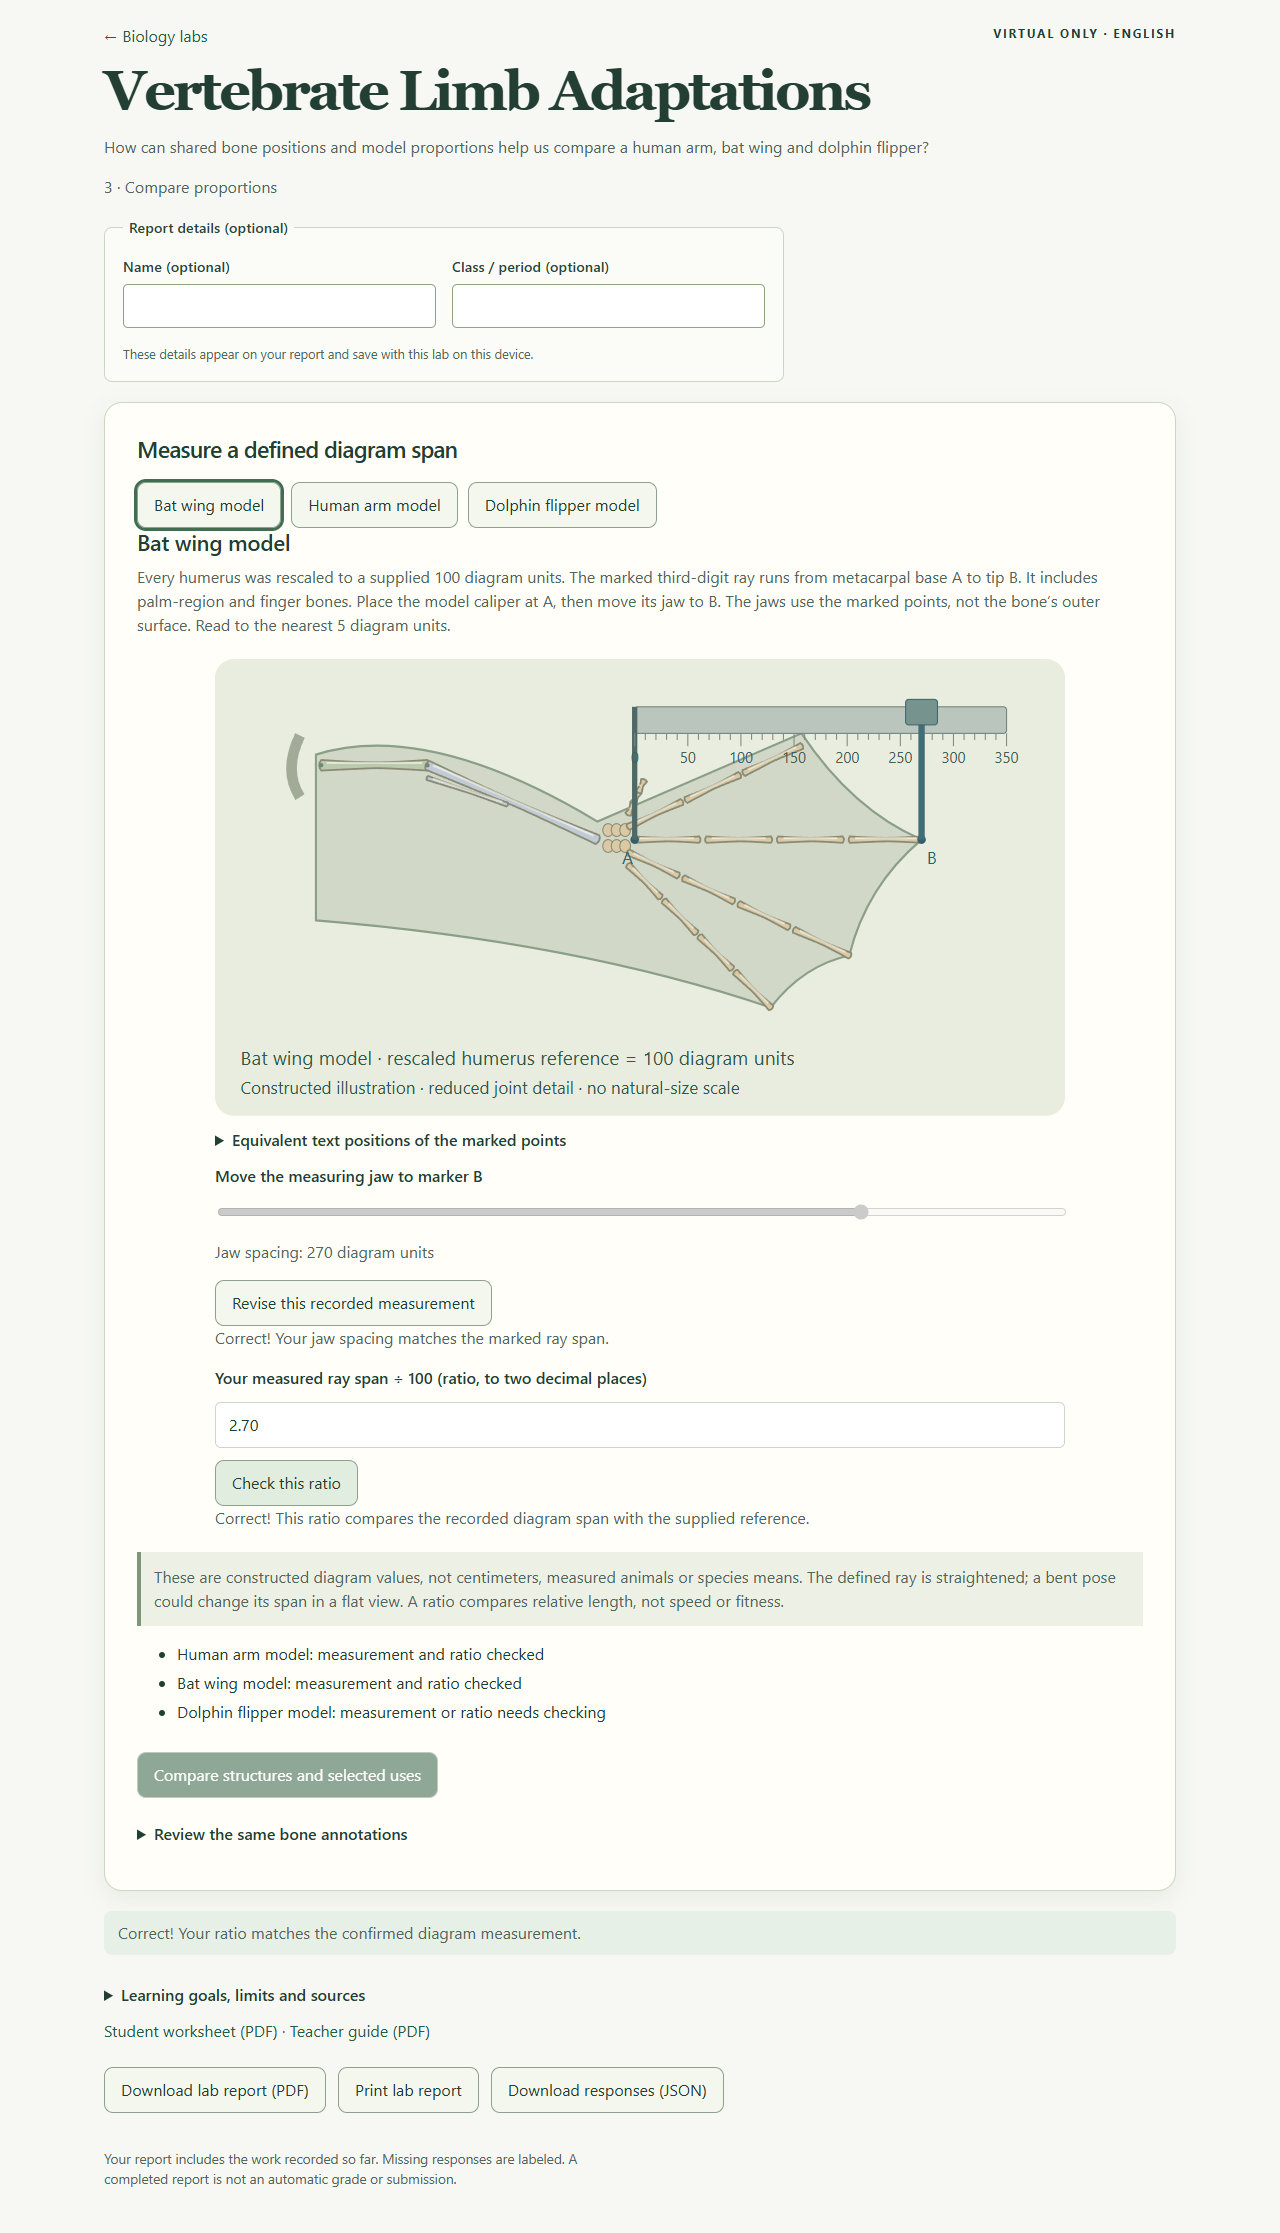 ← Biology labs
VIRTUAL ONLY · ENGLISH
Vertebrate Limb Adaptations
How can shared bone positions and model proportions help us compare a human arm, bat wing and dolphin flipper?
3 · Compare proportions
Report details (optional)
Name (optional)
Class / period (optional)
These details appear on your report and save with this lab on this device.
Measure a defined diagram span
Bat wing model
Human arm model
Dolphin flipper model
Bat wing model
Every humerus was rescaled to a supplied 100 diagram units. The marked third-digit ray runs from metacarpal base A to tip B. It includes
palm-region and finger bones. Place the model caliper at A, then move its jaw to B. The jaws use the marked points, not the bone's outer
surface. Read to the nearest 5 diagram units.
0 50 100 150 200 250 300 350
A
B
Bat wing model · rescaled humerus reference = 100 diagram units
Constructed illustration · reduced joint detail · no natural-size scale
▶ Equivalent text positions of the marked points
Move the measuring jaw to marker B
Jaw spacing: 270 diagram units
Revise this recorded measurement
Correct! Your jaw spacing matches the marked ray span.
Your measured ray span ÷ 100 (ratio, to two decimal places)
2.70
Check this ratio
Correct! This ratio compares the recorded diagram span with the supplied reference.
These are constructed diagram values, not centimeters, measured animals or species means. The defined ray is straightened; a bent pose
could change its span in a flat view. A ratio compares relative length, not speed or fitness.
• Human arm model: measurement and ratio checked
• Bat wing model: measurement and ratio checked
• Dolphin flipper model: measurement or ratio needs checking
Compare structures and selected uses
▶ Review the same bone annotations
Correct! Your ratio matches the confirmed diagram measurement.
▶ Learning goals, limits and sources
Student worksheet (PDF) · Teacher guide (PDF)
Download lab report (PDF)
Print lab report
Download responses (JSON)
Your report includes the work recorded so far. Missing responses are labeled. A
completed report is not an automatic grade or submission.